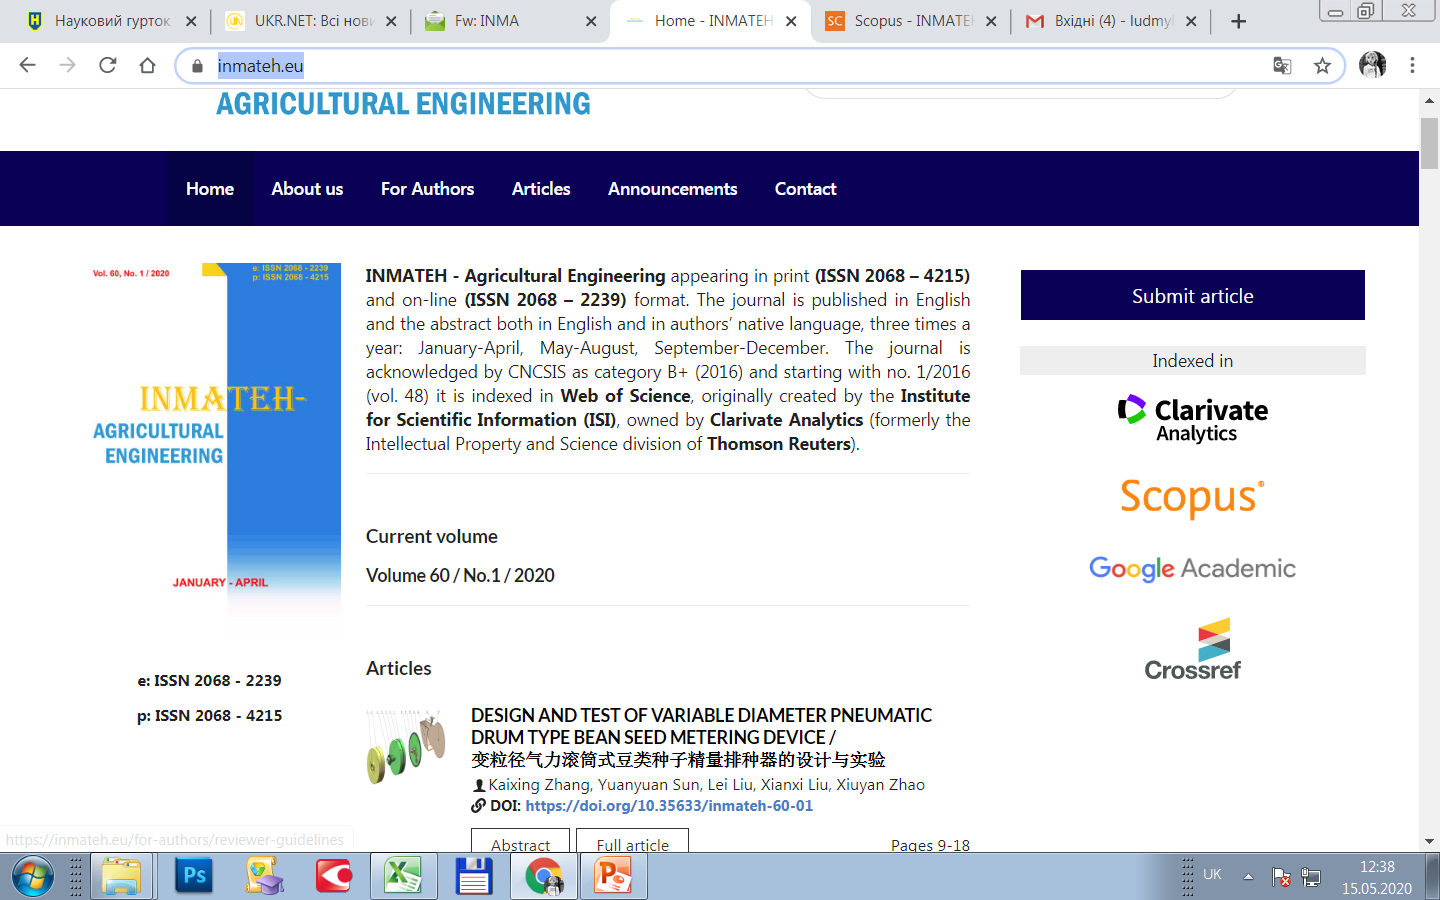 Науковий гурток
UKR.NET: Всі нови
Fw: INMA
Home - INMATEH
Scopus - INMATEH
Вхідні (4) - ludmyl
inmateh.eu
AGRICULTURAL ENGINEERING
Home
About us
For Authors
Articles
Announcements
Contact
Vol. 60, No. 1 / 2020
e: ISSN 2068 - 2239
p: ISSN 2068 - 4215
INMATEH-
AGRICULTURAL
ENGINEERING
JANUARY - APRIL
e: ISSN 2068 - 2239
p: ISSN 2068 - 4215
INMATEH - Agricultural Engineering appearing in print (ISSN 2068 – 4215)
and on-line (ISSN 2068 – 2239) format. The journal is published in English
and the abstract both in English and in authors’ native language, three times a
year: January-April, May-August, September-December. The journal is
acknowledged by CNCSIS as category B+ (2016) and starting with no. 1/2016
(vol. 48) it is indexed in Web of Science, originally created by the Institute
for Scientific Information (ISI), owned by Clarivate Analytics (formerly the
Intellectual Property and Science division of Thomson Reuters).
Current volume
Volume 60 / No.1 / 2020
Articles
DESIGN AND TEST OF VARIABLE DIAMETER PNEUMATIC
DRUM TYPE BEAN SEED METERING DEVICE /
变粒径气力滚筒式豆类种子精量排种器的设计与实验
Kaixing Zhang, Yuanyuan Sun, Lei Liu, Xianxi Liu, Xiuyan Zhao
DOI: https://doi.org/10.35633/inmateh-60-01
Abstract
Full article
Pages 9-18
Submit article
Indexed in
Clarivate
Analytics
Scopus®
Google Academic
Crossref
https://inmateh.eu/for-authors/reviewer-guidelines
Ps
UK
12:38
15.05.2020